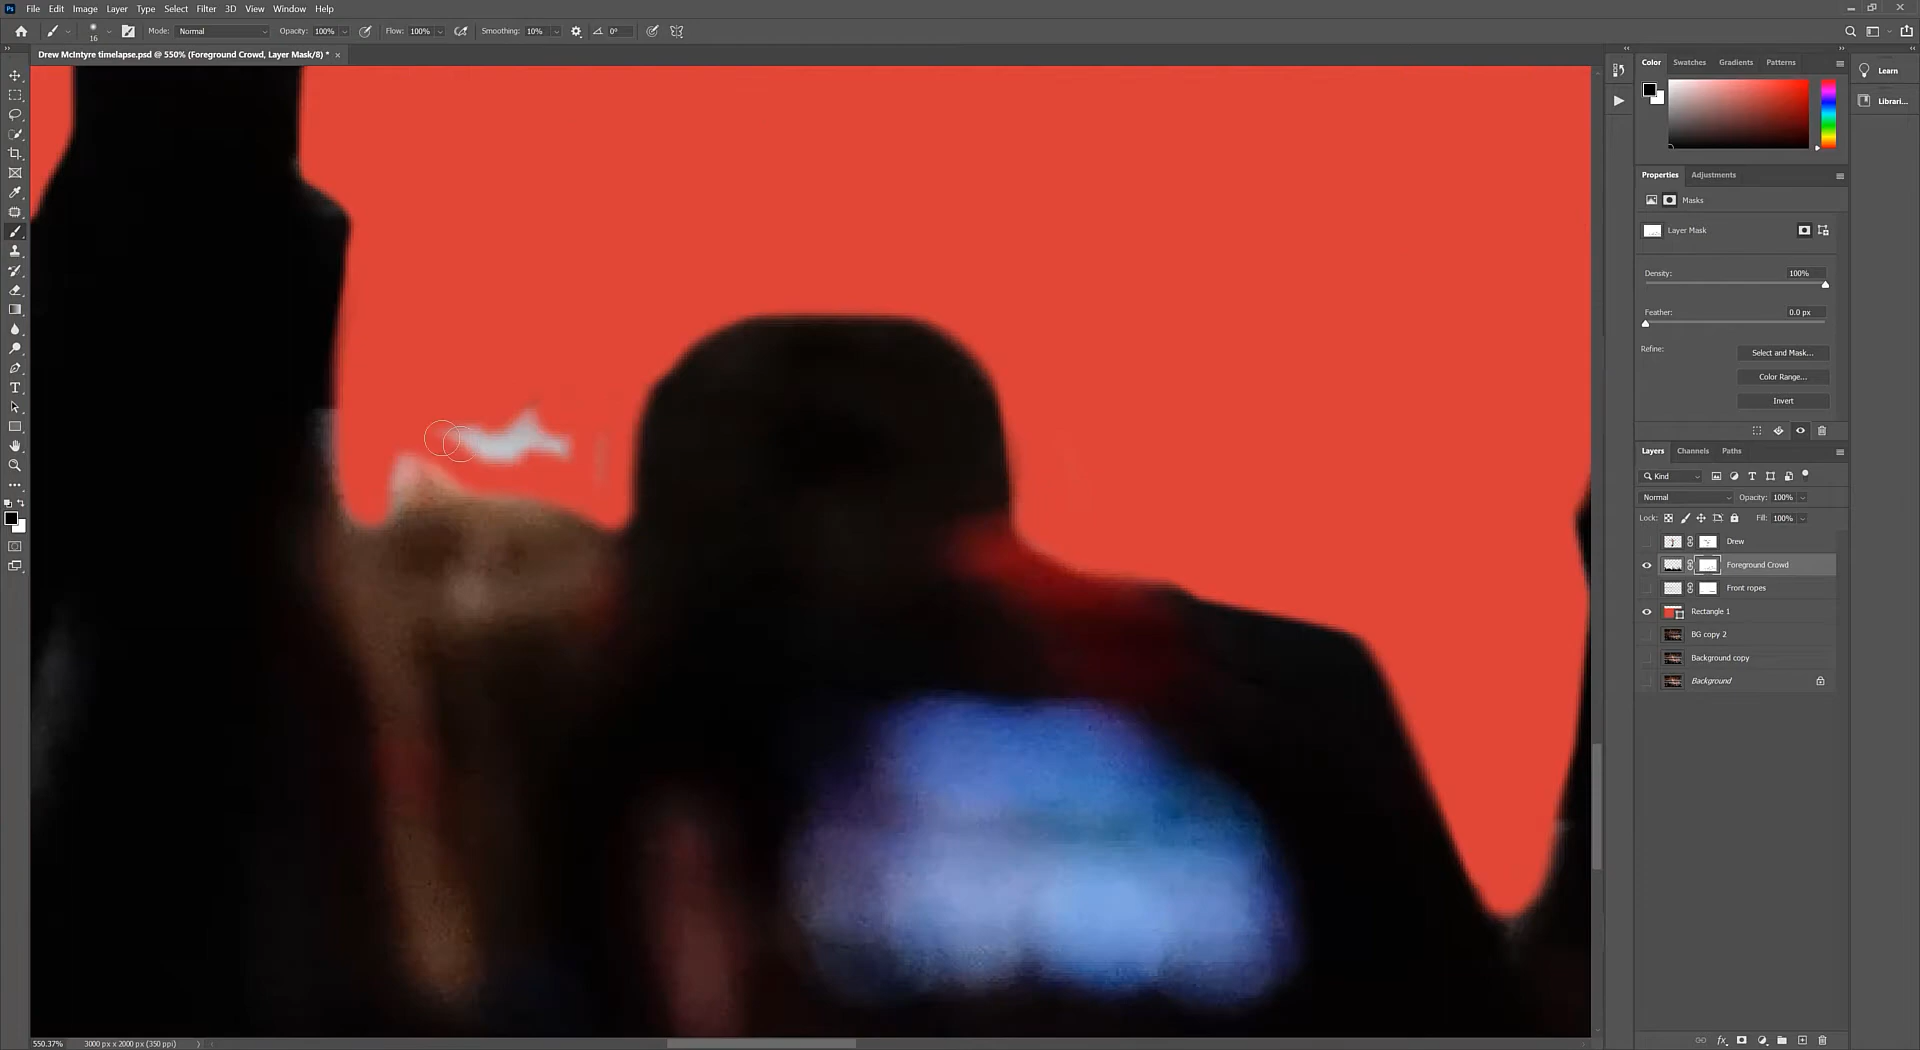 File Edit Image Layer Type Select Filter 3D View Window Help
16 Mode: Normal Opacity: 100% Flow: 100% Smoothing: 10% 0°
Drew McIntyre timelapse.psd @ 550% (Foreground Crowd, Layer Mask/8) * ×
Color Swatches Gradients Patterns
Learn
Librari...
Properties Adjustments
Masks
Layer Mask
Density: 100%
Feather: 0.0 px
Refine:
Select and Mask...
Color Range...
Invert
Layers Channels Paths
Kind
Normal Opacity: 100%
Lock: Fill: 100%
Drew
Foreground Crowd
Front ropes
Rectangle 1
BG copy 2
Background copy
Background
550.37% 3000 px x 2000 px (350 ppi)